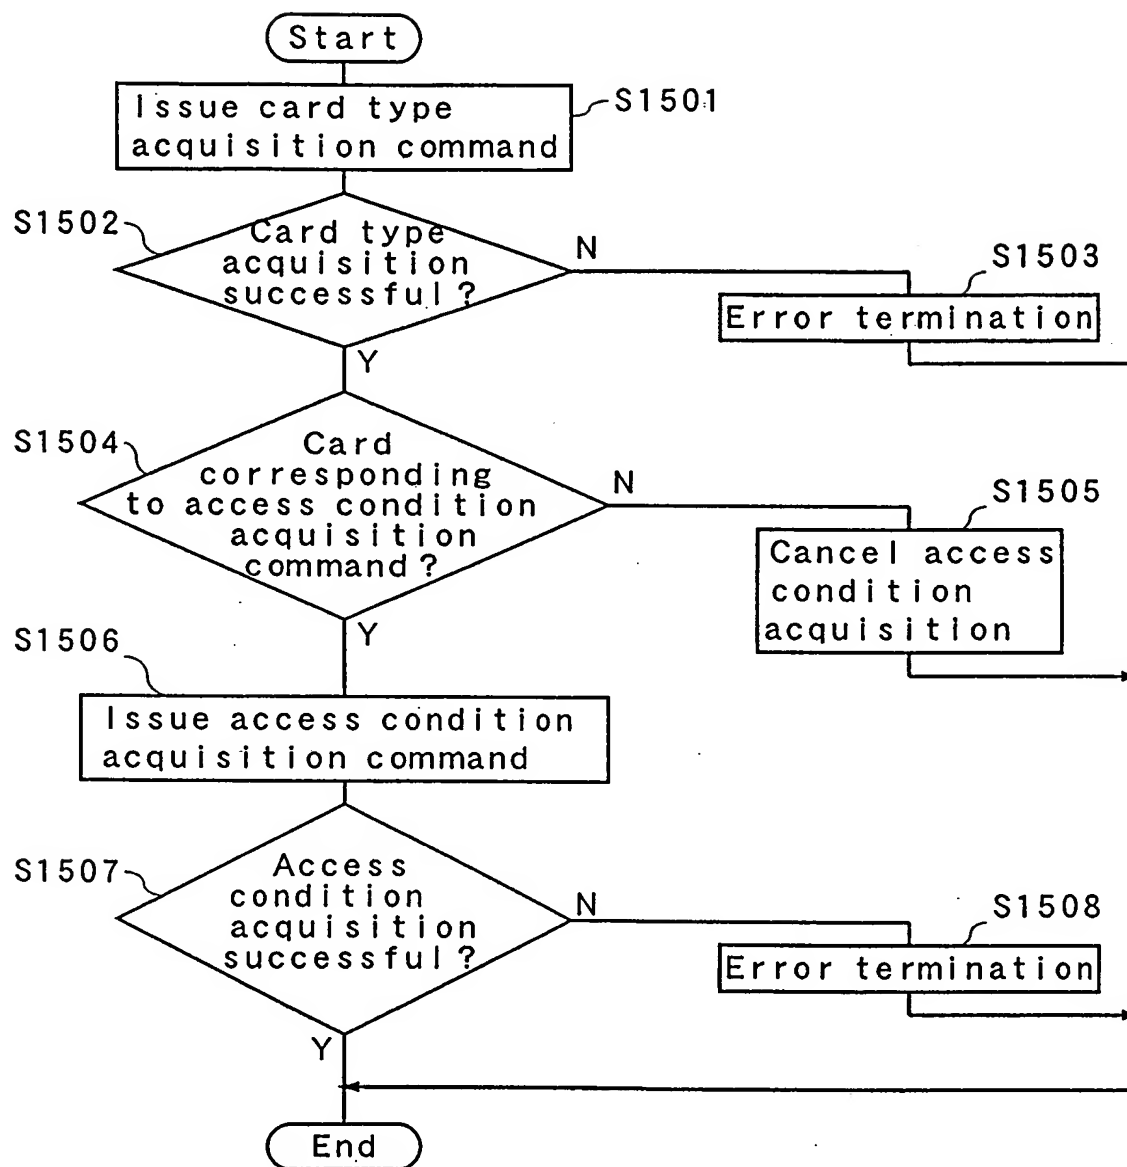 Start
Issue card type
acquisition command
S1501
S1502
Card type
acquisition
successful?
N
S1503
Error termination
Y
S1504
Card
corresponding
to access condition
acquisition
command?
N
S1505
Cancel access
condition
acquisition
Y
S1506
Issue access condition
acquisition command
S1507
Access
condition
acquisition
successful?
N
S1508
Error termination
Y
End